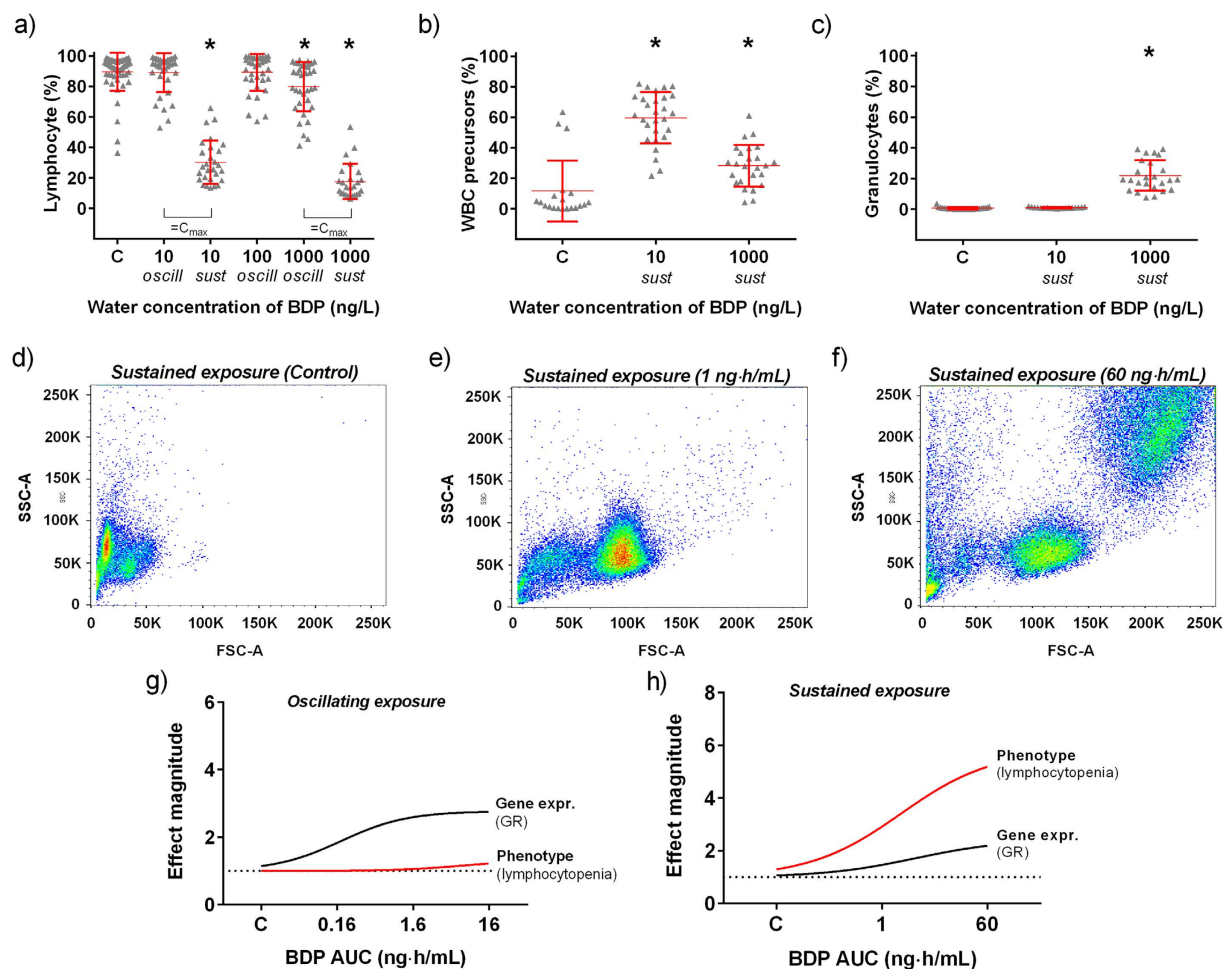 a)
Lymphocyte (%)
100
80
60
40
20
0
* * *
=Cmax
=Cmax
C 10 10 100 1000 1000
oscill sust oscill oscill sust
Water concentration of BDP (ng/L)
b)
WBC precursors (%)
100
80
60
40
20
0
* *
C 10 1000
sust sust
Water concentration of BDP (ng/L)
c)
Granulocytes (%)
100
80
60
40
20
0
*
C 10 1000
sust sust
Water concentration of BDP (ng/L)
d)
Sustained exposure (Control)
SSC-A
SSC
250K
200K
150K
100K
50K
0
0 50K 100K 150K 200K 250K
FSC-A
e)
Sustained exposure (1 ng·h/mL)
SSC-A
SSC-
250K
200K
150K
100K
50K
0
0 50K 100K 150K 200K 250K
FSC-A
f)
Sustained exposure (60 ng·h/mL)
SSC-A
SSC-
250K
200K
150K
100K
50K
0
0 50K 100K 150K 200K 250K
FSC-A
g)
Oscillating exposure
Effect magnitude
6
4
2
0
Gene expr.
(GR)
Phenotype
(lymphocytopenia)
C 0.16 1.6 16
BDP AUC (ng·h/mL)
h)
Sustained exposure
Effect magnitude
8
6
4
2
0
Phenotype
(lymphocytopenia)
Gene expr.
(GR)
C 1 60
BDP AUC (ng·h/mL)